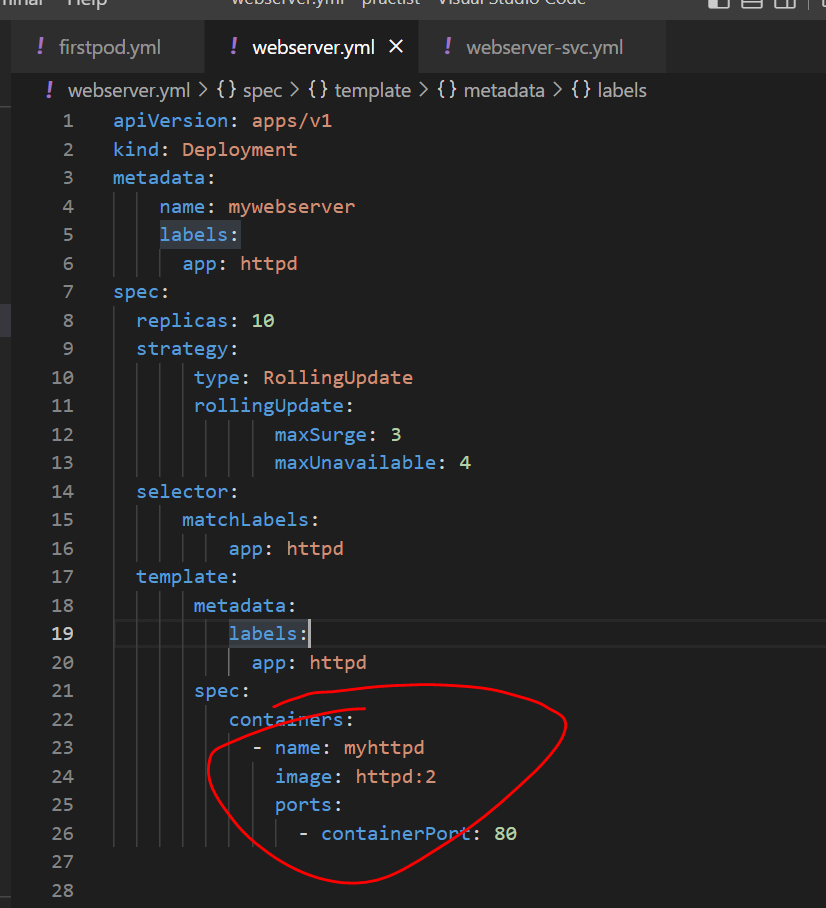 minal Help webserver.yml - practist - Visual Studio Code
! firstpod.yml ! webserver.yml × ! webserver-svc.yml
! webserver.yml > {} spec > {} template > {} metadata > {} labels
1 apiVersion: apps/v1
2 kind: Deployment
3 metadata:
4     name: mywebserver
5     labels:
6       app: httpd
7 spec:
8   replicas: 10
9   strategy:
10        type: RollingUpdate
11        rollingUpdate:
12               maxSurge: 3
13               maxUnavailable: 4
14   selector:
15       matchLabels:
16           app: httpd
17   template:
18        metadata:
19           labels:
20             app: httpd
21        spec:
22           containers:
23             - name: myhttpd
24               image: httpd:2
25               ports:
26                 - containerPort: 80
27
28